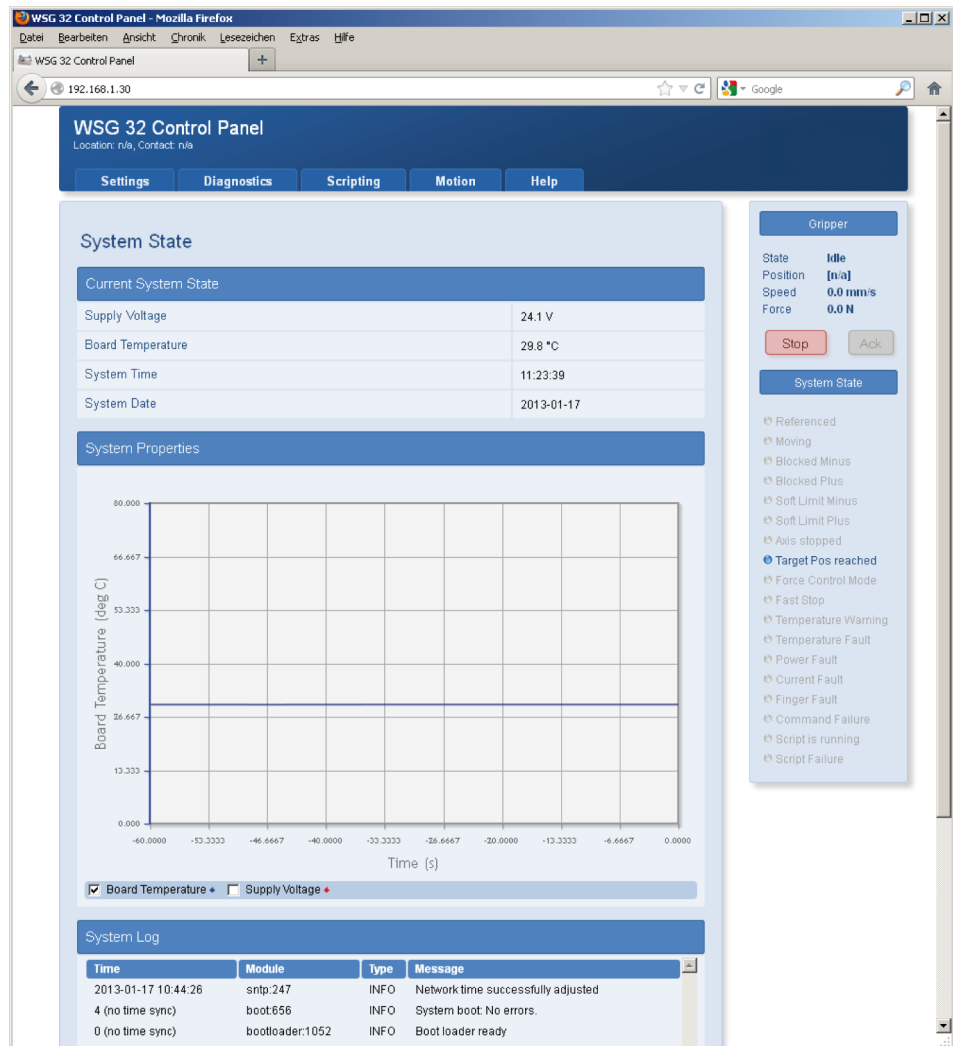 WSG 32 Control Panel - Mozilla Firefox
Datei Bearbeiten Ansicht Chronik Lesezeichen Extras Hilfe
WSG 32 Control Panel
192.168.1.30
Google
WSG 32 Control Panel
Location: n/a, Contact: n/a
Settings Diagnostics Scripting Motion Help
System State
Current System State
Supply Voltage 24.1 V
Board Temperature 29.8 °C
System Time 11:23:39
System Date 2013-01-17
System Properties
80.000
66.667
53.333
40.000
26.667
13.333
0.000
Board Temperature (deg C)
-60.0000 -53.3333 -46.6667 -40.0000 -33.3333 -26.6667 -20.0000 -13.3333 -6.6667 0.0000
Time (s)
Board Temperature Supply Voltage
System Log
Time Module Type Message
2013-01-17 10:44:26 sntp:247 INFO Network time successfully adjusted
4 (no time sync) boot:656 INFO System boot: No errors.
0 (no time sync) bootloader:1052 INFO Boot loader ready
Gripper
State Idle
Position [n/a]
Speed 0.0 mm/s
Force 0.0 N
Stop Ack
System State
Referenced
Moving
Blocked Minus
Blocked Plus
Soft Limit Minus
Soft Limit Plus
Axis stopped
Target Pos reached
Force Control Mode
Fast Stop
Temperature Warning
Temperature Fault
Power Fault
Current Fault
Finger Fault
Command Failure
Script is running
Script Failure